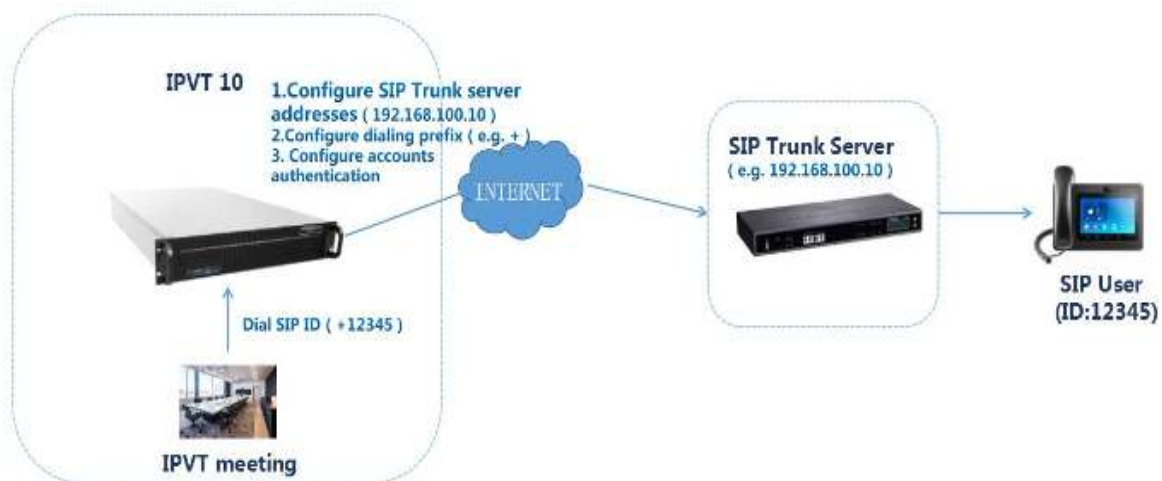 IPVT 10
1.Configure SIP Trunk server
addresses ( 192.168.100.10 )
2.Configure dialing prefix ( e.g. + )
3. Configure accounts
authentication
INTERNET
SIP Trunk Server
( e.g. 192.168.100.10 )
SIP User
(ID:12345)
Dial SIP ID ( +12345 )
IPVT meeting